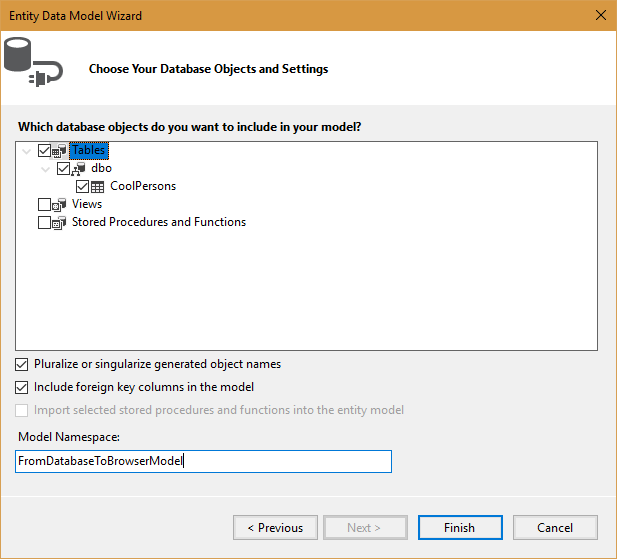 Entity Data Model Wizard
Choose Your Database Objects and Settings
Which database objects do you want to include in your model?
Tables
dbo
CoolPersons
Views
Stored Procedures and Functions
Pluralize or singularize generated object names
Include foreign key columns in the model
Import selected stored procedures and functions into the entity model
Model Namespace:
FromDatabaseToBrowserModel
< Previous
Next >
Finish
Cancel